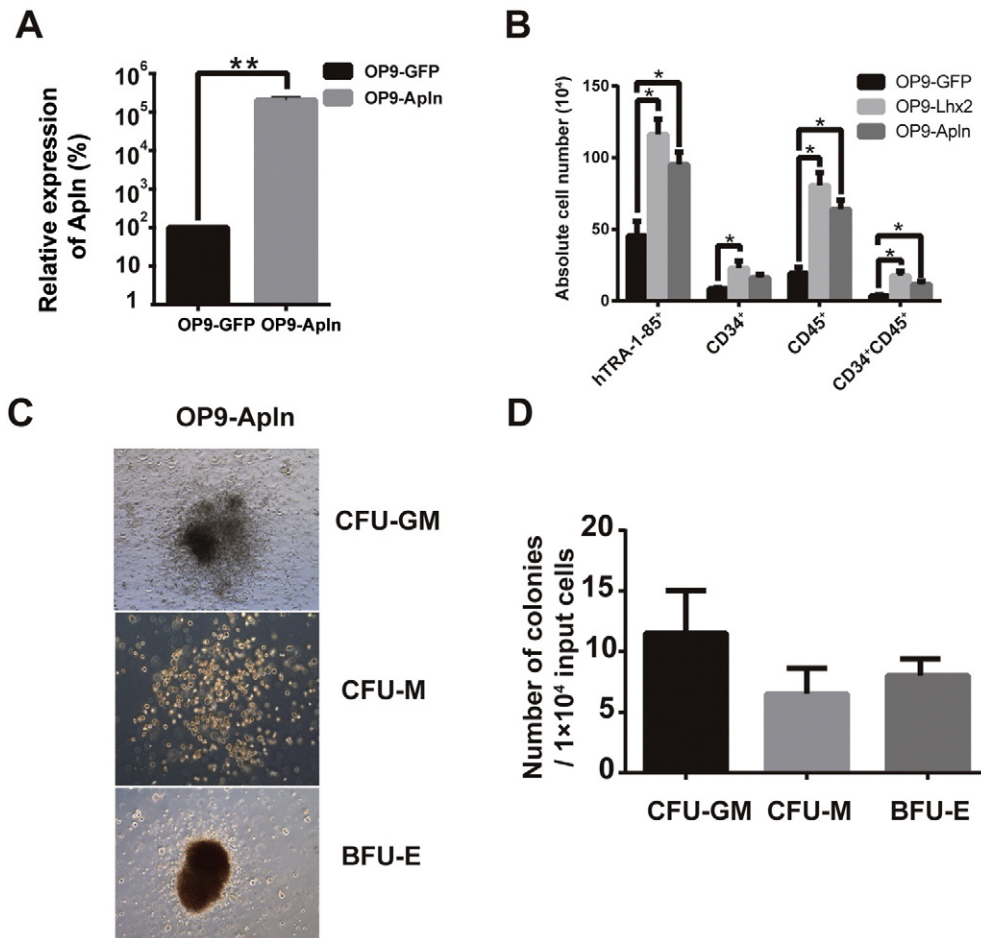 A
Relative expression
of Apln (%)
10⁶
10⁵
10⁴
10³
10²
10
1
**
OP9-GFP
OP9-Apln
OP9-GFP
OP9-Apln
B
Absolute cell number (10⁴)
150
100
50
0
* *
* *
*
* *
OP9-GFP
OP9-Lhx2
OP9-Apln
hTRA-1-85⁺
CD34⁺
CD45⁺
CD34⁺CD45⁺
C
OP9-Apln
CFU-GM
CFU-M
BFU-E
D
Number of colonies
/ 1×10⁴ input cells
20
15
10
5
0
CFU-GM
CFU-M
BFU-E